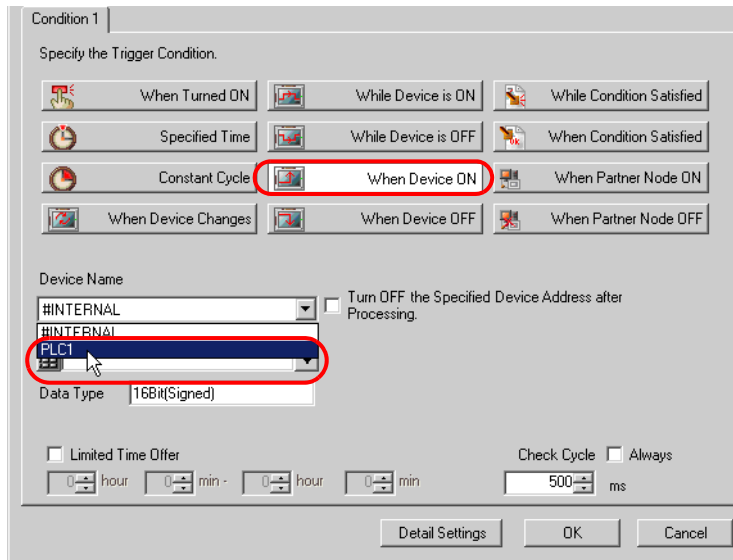 Condition 1
Specify the Trigger Condition.
When Turned ON
While Device is ON
While Condition Satisfied
Specified Time
While Device is OFF
When Condition Satisfied
Constant Cycle
When Device ON
When Partner Node ON
When Device Changes
When Device OFF
When Partner Node OFF
Device Name
#INTERNAL
Turn OFF the Specified Device Address after
Processing.
#INTERNAL
PLC1
Data Type 16Bit(Signed)
Limited Time Offer
Check Cycle Always
0 hour 0 min - 0 hour 0 min
500 ms
Detail Settings OK Cancel